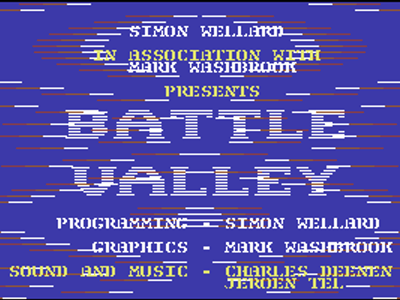 SIMON WELLARD
IN ASSOCIATION WITH
MARK WASHBROOK
PRESENTS
BATTLE
VALLEY
PROGRAMMING - SIMON WELLARD
GRAPHICS - MARK WASHBROOK
SOUND AND MUSIC - CHARLES DEENEN
JEROEN TEL